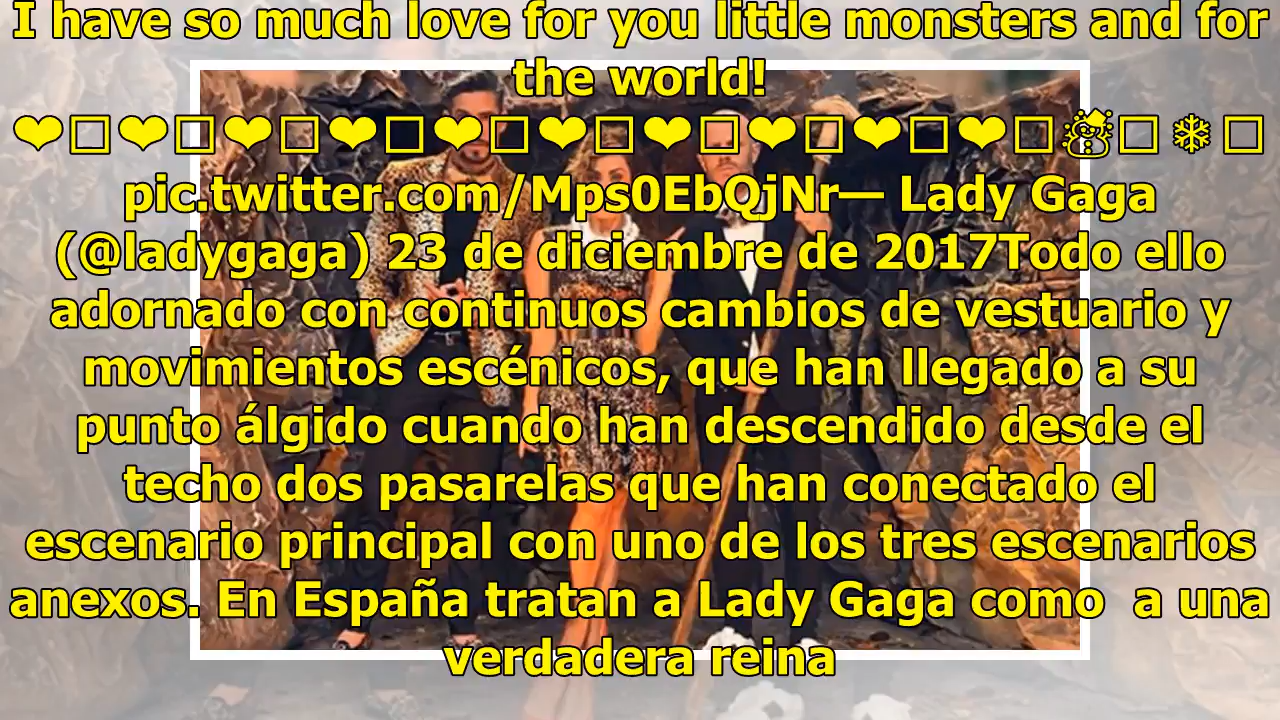 I have so much love for you little monsters and for
the world!
❤□❤□❤□❤□❤□❤□❤□❤□❤□❤□☃□❄□
pic.twitter.com/Mps0EbQjNr— Lady Gaga
(@ladygaga) 23 de diciembre de 2017Todo ello
adornado con continuos cambios de vestuario y
movimientos escénicos, que han llegado a su
punto álgido cuando han descendido desde el
techo dos pasarelas que han conectado el
escenario principal con uno de los tres escenarios
anexos. En España tratan a Lady Gaga como  a una
verdadera reina